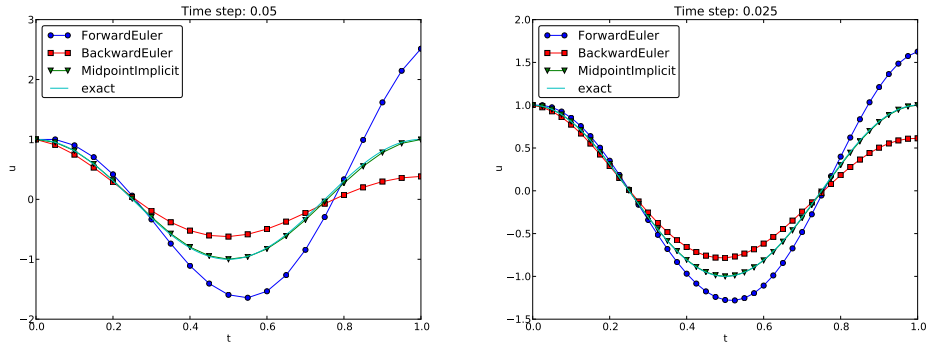 Time step: 0.05
3
2
1
0
−1
−2
0.0
0.2
0.4
0.6
0.8
1.0
t
u
ForwardEuler
BackwardEuler
MidpointImplicit
exact
Time step: 0.025
2.0
1.5
1.0
0.5
0.0
−0.5
−1.0
−1.5
0.0
0.2
0.4
0.6
0.8
1.0
t
u
ForwardEuler
BackwardEuler
MidpointImplicit
exact